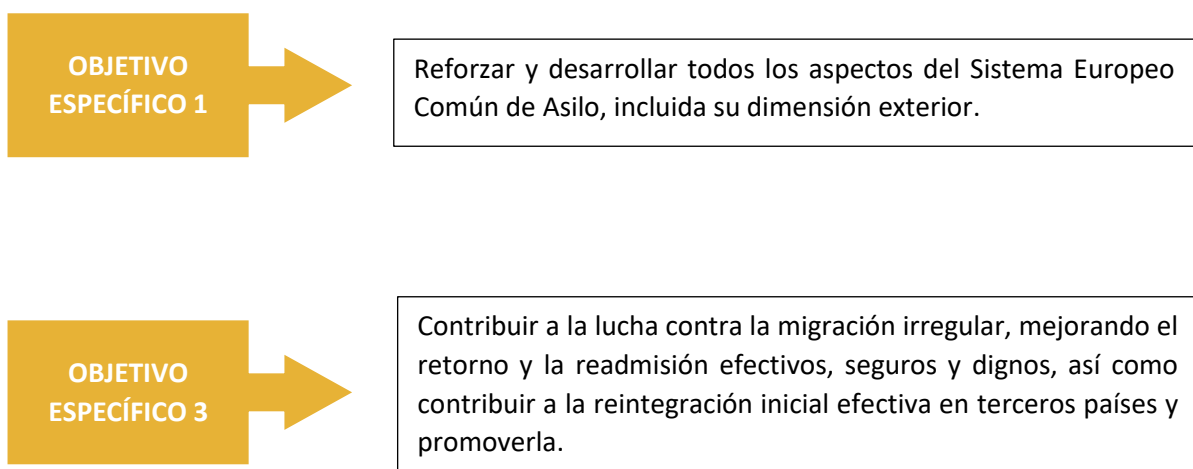 OBJETIVO
ESPECÍFICO 1
Reforzar y desarrollar todos los aspectos del Sistema Europeo
Común de Asilo, incluida su dimensión exterior.
OBJETIVO
ESPECÍFICO 3
Contribuir a la lucha contra la migración irregular, mejorando el
retorno y la readmisión efectivos, seguros y dignos, así como
contribuir a la reintegración inicial efectiva en terceros países y
promoverla.